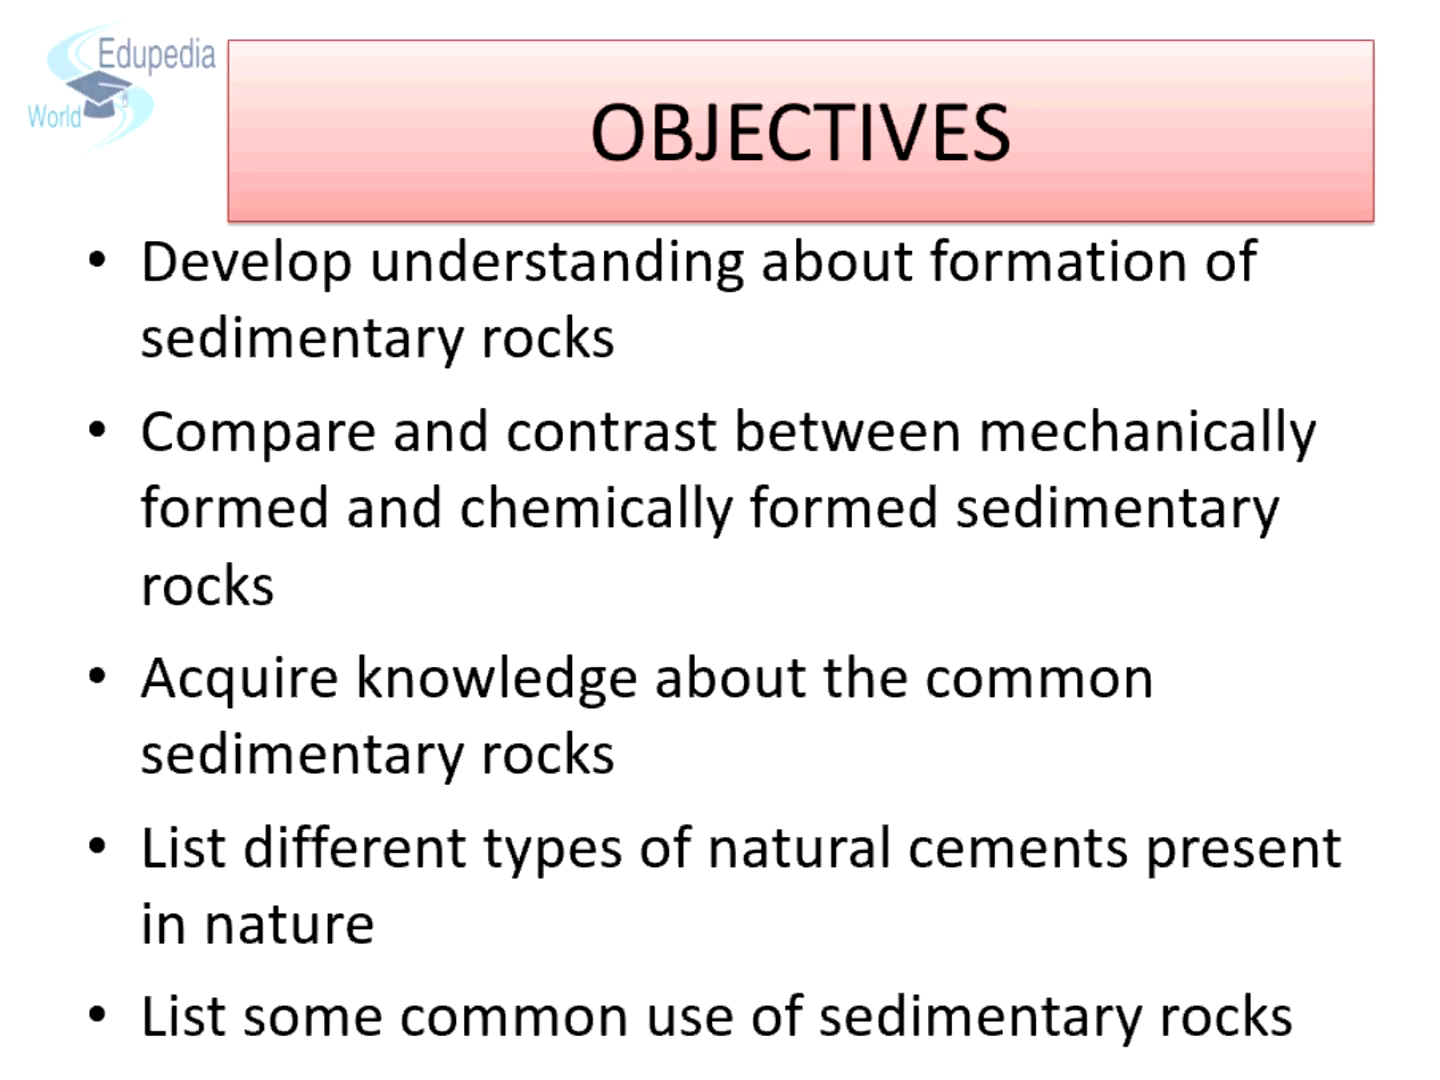 Edupedia
World
OBJECTIVES
• Develop understanding about formation of
sedimentary rocks
• Compare and contrast between mechanically
formed and chemically formed sedimentary
rocks
• Acquire knowledge about the common
sedimentary rocks
• List different types of natural cements present
in nature
• List some common use of sedimentary rocks